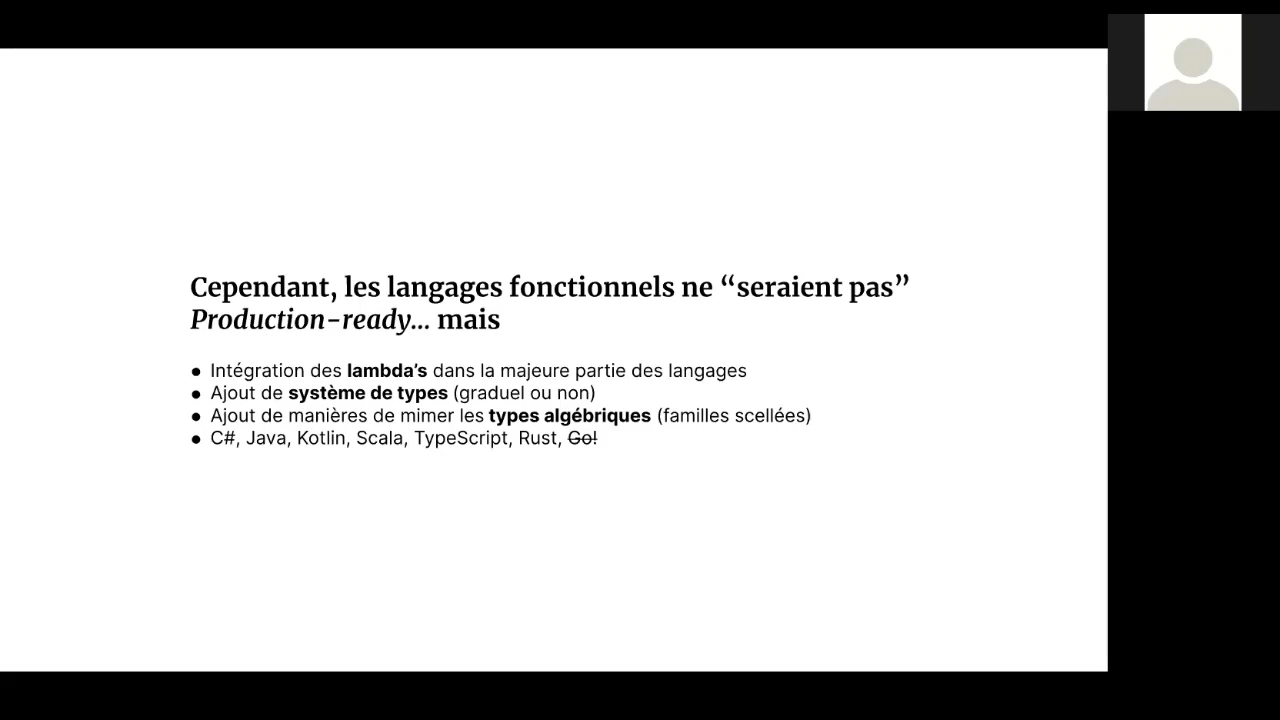 Cependant, les langages fonctionnels ne “seraient pas”
Production-ready... mais
● Intégration des lambda’s dans la majeure partie des langages
● Ajout de système de types (graduel ou non)
● Ajout de manières de mimer les types algébriques (familles scellées)
● C#, Java, Kotlin, Scala, TypeScript, Rust, Go!